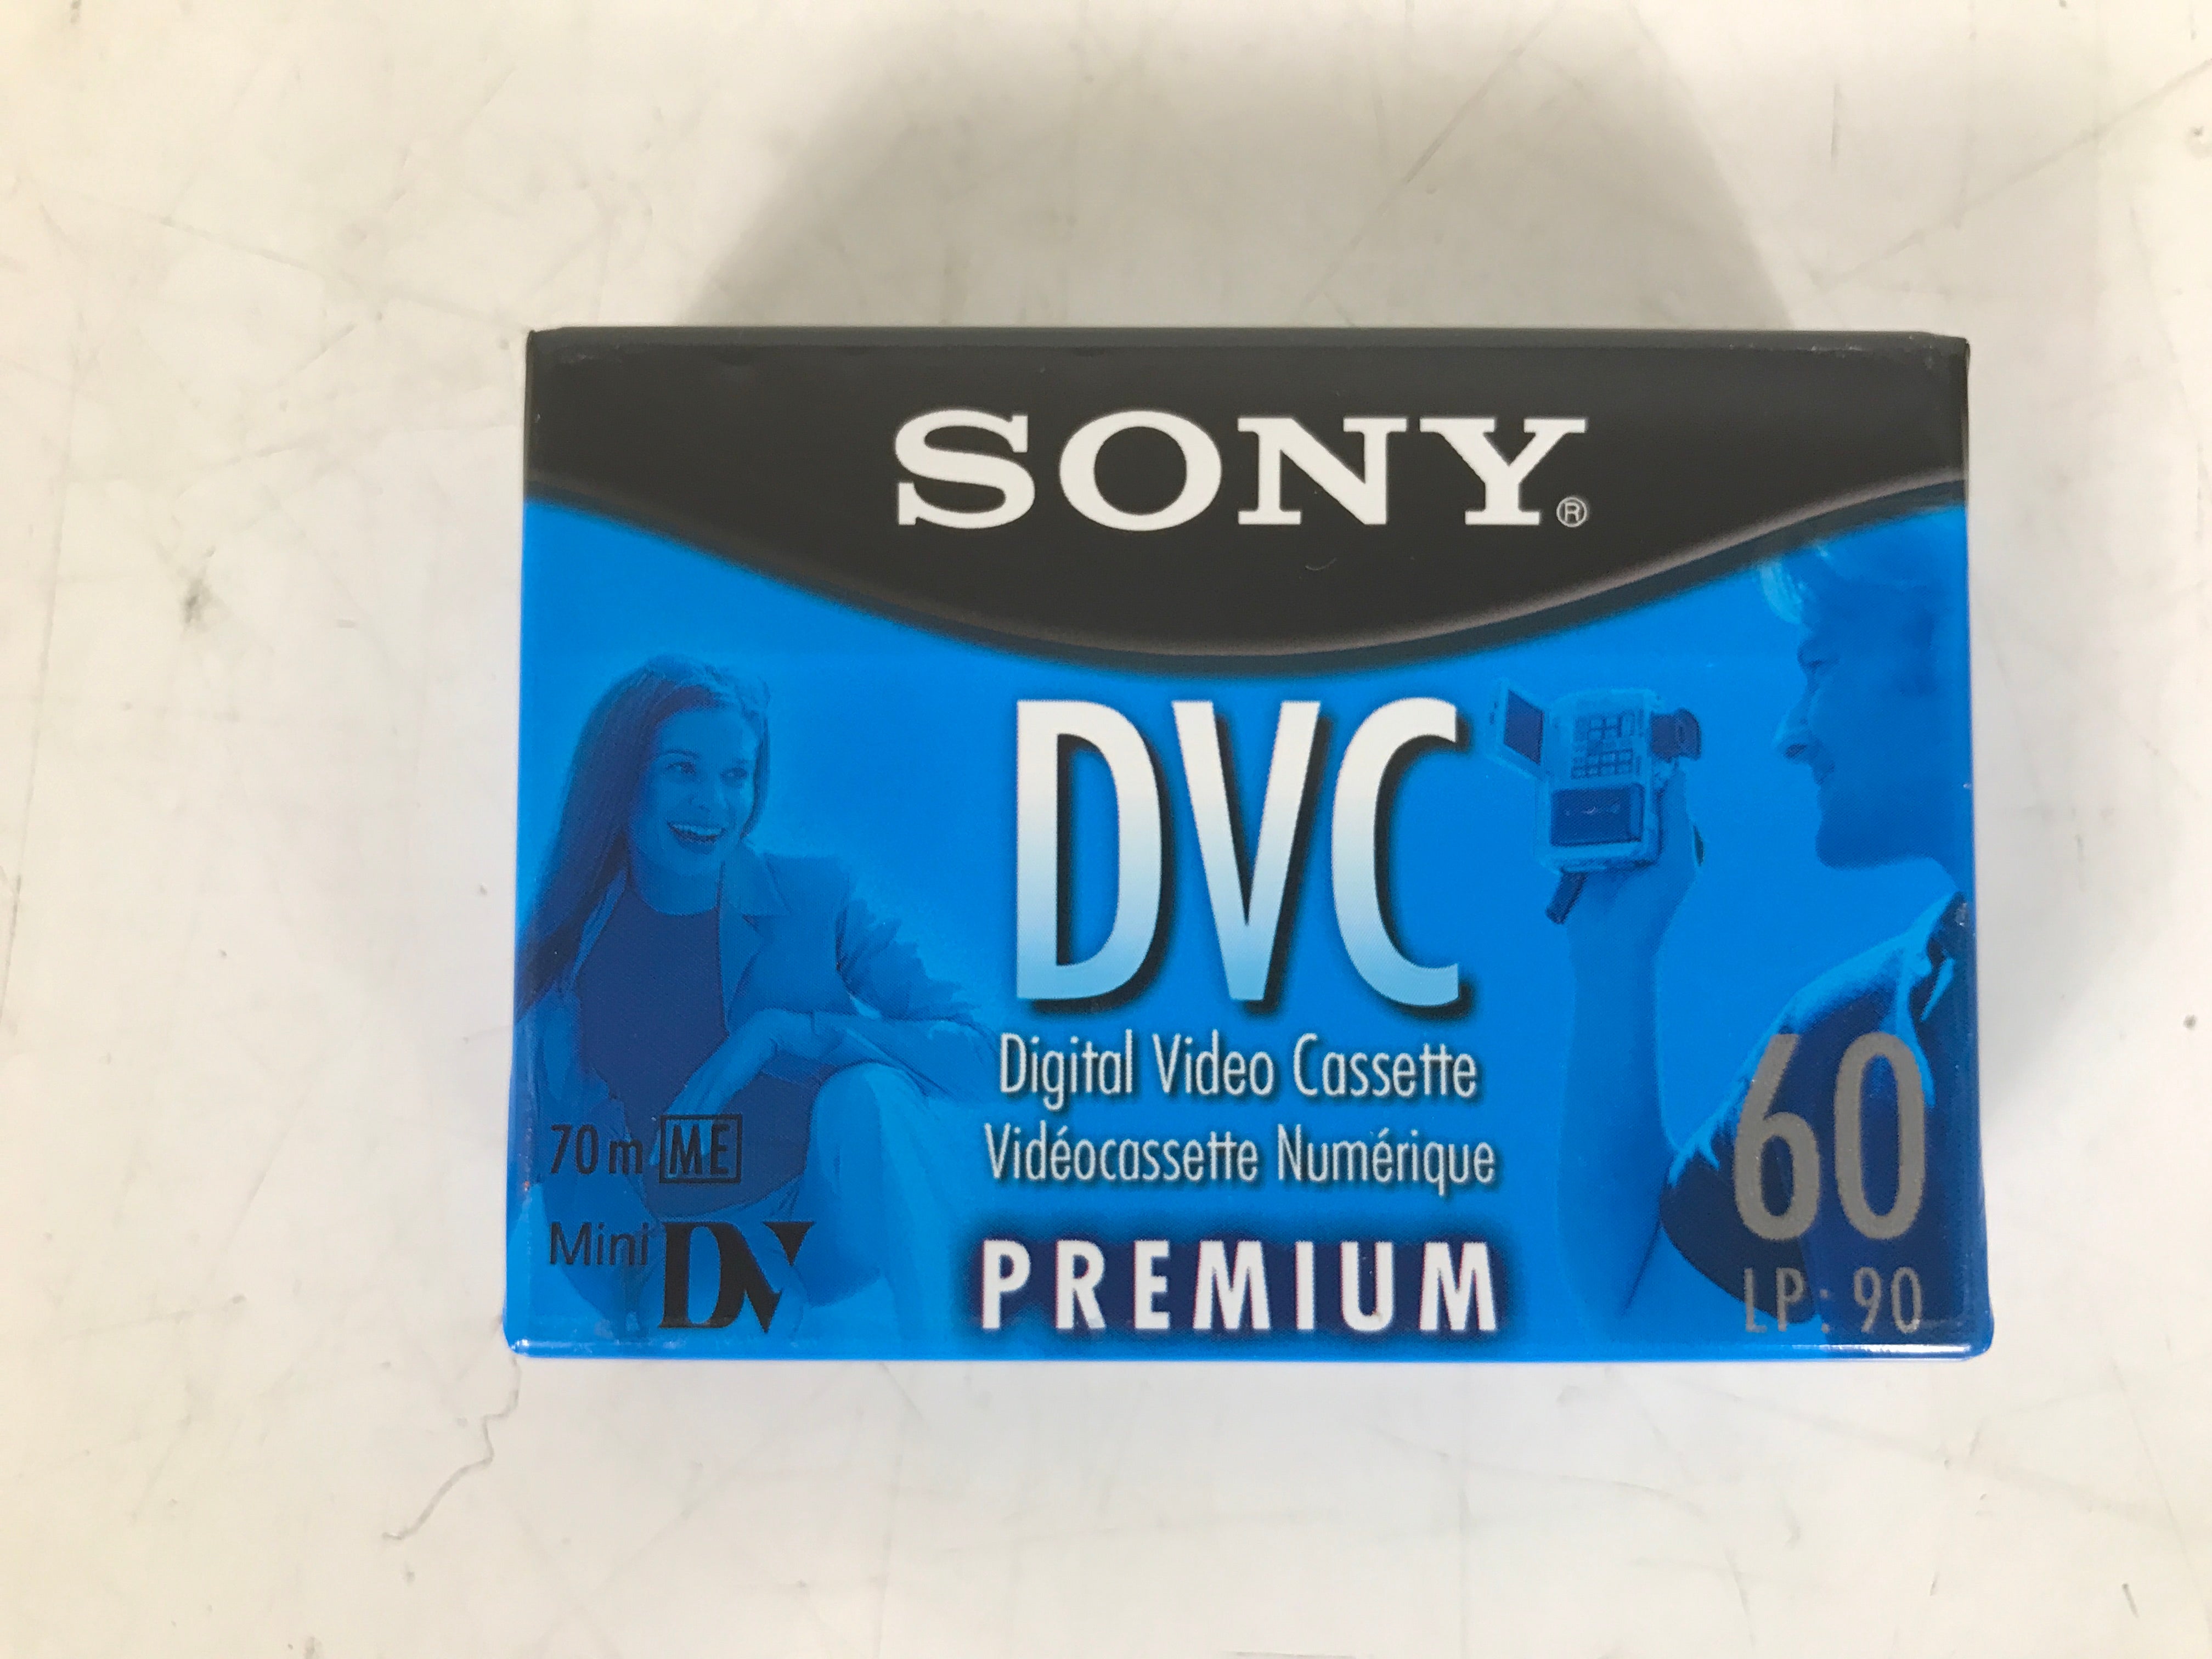 SONY®
DVC
Digital Video Cassette
Vidéocassette Numérique
PREMIUM
70 m ME
Mini DV
60
LP: 90